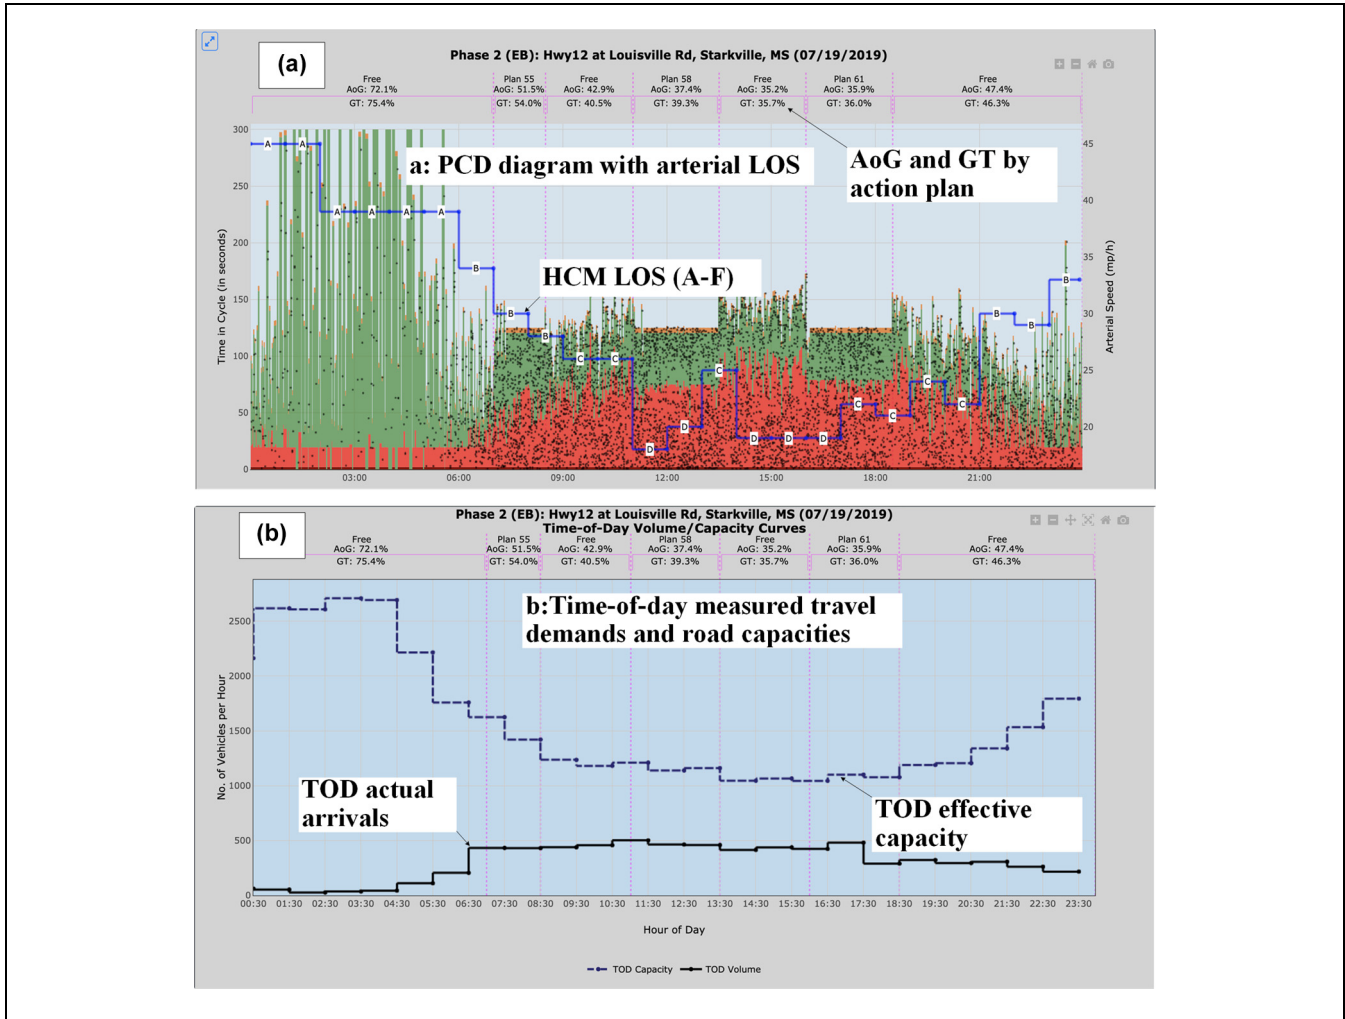 (a)
Phase 2 (EB): Hwy12 at Louisville Rd, Starkville, MS (07/19/2019)
Free Plan 55 Free Plan 58 Free Plan 61 Free
AoG: 72.1% AoG: 51.5% AoG: 42.9% AoG: 37.4% AoG: 35.2% AoG: 35.9% AoG: 47.4%
GT: 75.4% GT: 54.0% GT: 40.5% GT: 39.3% GT: 35.7% GT: 36.0% GT: 46.3%
a: PCD diagram with arterial LOS
AoG and GT by
action plan
HCM LOS (A-F)
Time in Cycle (in seconds)
300
250
200
150
100
50
0
Arterial Speed (mp/h)
45
40
35
30
25
20
A A A A A A B B B C C D D C D D D C C C C B B B
03:00 06:00 09:00 12:00 15:00 18:00 21:00
(b)
Phase 2 (EB): Hwy12 at Louisville Rd, Starkville, MS (07/19/2019)
Time-of-Day Volume/Capacity Curves
Free Plan 55 Free Plan 58 Free Plan 61 Free
AoG: 72.1% AoG: 51.5% AoG: 42.9% AoG: 37.4% AoG: 35.2% AoG: 35.9% AoG: 47.4%
GT: 75.4% GT: 54.0% GT: 40.5% GT: 39.3% GT: 35.7% GT: 36.0% GT: 46.3%
b:Time-of-day measured travel
demands and road capacities
No. of Vehicles per Hour
2500
2000
1500
1000
500
0
TOD actual
arrivals
TOD effective
capacity
00:30 01:30 02:30 03:30 04:30 05:30 06:30 07:30 08:30 09:30 10:30 11:30 12:30 13:30 14:30 15:30 16:30 17:30 18:30 19:30 20:30 21:30 22:30 23:30
Hour of Day
TOD Capacity TOD Volume